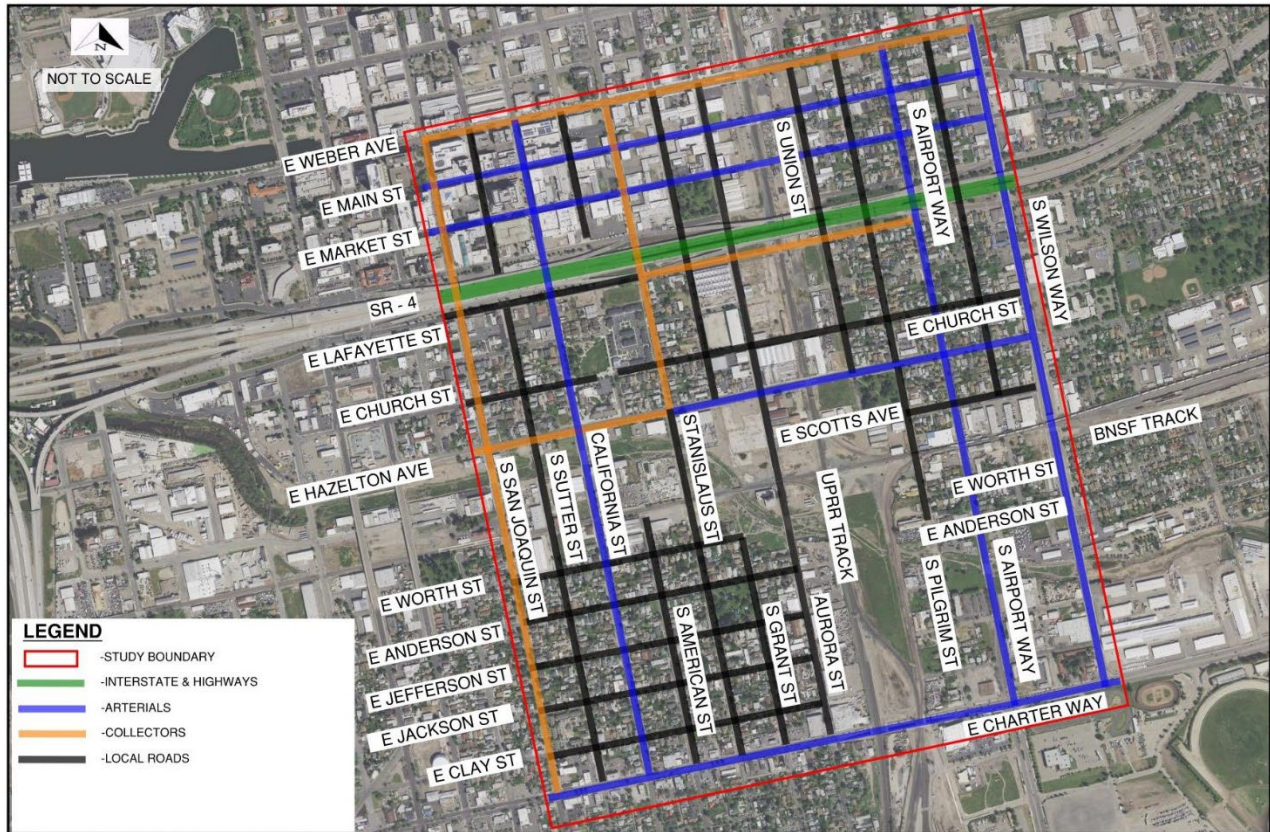 N
NOT TO SCALE
E WEBER AVE
E MAIN ST
E MARKET ST
SR - 4
E LAFAYETTE ST
E CHURCH ST
E HAZELTON AVE
S UNION ST
S AIRPORT WAY
S WILSON WAY
E CHURCH ST
E SCOTTS AVE
BNSF TRACK
S SAN JOAQUIN ST
S SUTTER ST
CALIFORNIA ST
STANISLAUS ST
UPRR TRACK
E WORTH ST
E ANDERSON ST
E WORTH ST
E ANDERSON ST
E JEFFERSON ST
E JACKSON ST
E CLAY ST
S AMERICAN ST
S GRANT ST
AURORA ST
S PILGRIM ST
S AIRPORT WAY
E CHARTER WAY
LEGEND
-STUDY BOUNDARY
-INTERSTATE & HIGHWAYS
-ARTERIALS
-COLLECTORS
-LOCAL ROADS